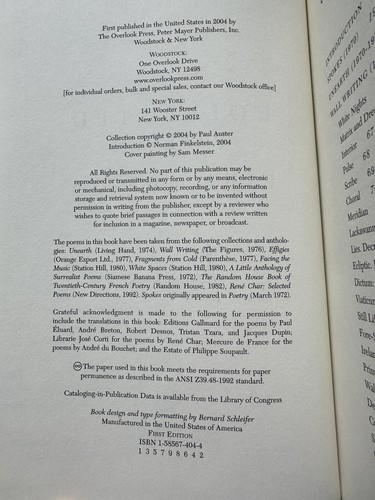 First published in the United States in 2004 by
The Overlook Press, Peter Mayer Publishers, Inc.
Woodstock & New York
WOODSTOCK:
One Overlook Drive
Woodstock, NY 12498
www.overlookpress.com
[for individual orders, bulk and special sales, contact our Woodstock office]
NEW YORK:
141 Wooster Street
New York, NY 10012
Collection copyright © 2004 by Paul Auster
Introduction © Norman Finkelstein, 2004
Cover painting by Sam Messer
All Rights Reserved. No part of this publication may be
reproduced or transmitted in any form or by any means, electronic
or mechanical, including photocopy, recording, or any information
storage and retrieval system now known or to be invented without
permission in writing from the publisher, except by a reviewer who
wishes to quote brief passages in connection with a review written
for inclusion in a magazine, newspaper, or broadcast.
The poems in this book have been taken from the following collections and antholo-
gies: Unearth (Living Hand, 1974), Wall Writing (The Figures, 1976), Effigies
(Orange Export Ltd., 1977), Fragments from Cold (Parenthèse, 1977), Facing the
Music (Station Hill, 1980), White Spaces (Station Hill, 1980), A Little Anthology of
Surrealist Poems (Siamese Banana Press, 1972), The Random House Book of
Twentieth-Century French Poetry (Random House, 1982), René Char: Selected
Poems (New Directions, 1992). Spokes originally appeared in Poetry (March 1972).
Grateful acknowledgment is made to the following for permission to
include the translations in this book: Editions Gallimard for the poems by Paul
Éluard, André Breton, Robert Desnos, Tristan Tzara, and Jacques Dupin;
Librairie José Corti for the poems by René Char; Mercure de France for the
poems by André du Bouchet; and the Estate of Philippe Soupault.
The paper used in this book meets the requirements for paper
permanence as described in the ANSI Z39.48-1992 standard.
Cataloging-in-Publication Data is available from the Library of Congress
Book design and type formatting by Bernard Schleifer
Manufactured in the United States of America
FIRST EDITION
ISBN 1-58567-404-4
1 3 5 7 9 8 6 4 2
INTRODUCTION
SPOKES (1970)
UNEARTH (1970-
WALL WRITING (
White Nights
Matrix and Dre
Interior 67
Pulse 68
Scribe 69
Choral
Meridian
Lackawann
Lies. Decr
Ecliptic.
Dictum:
Viaticum
Still Lif
Fore
Irelan
Pri